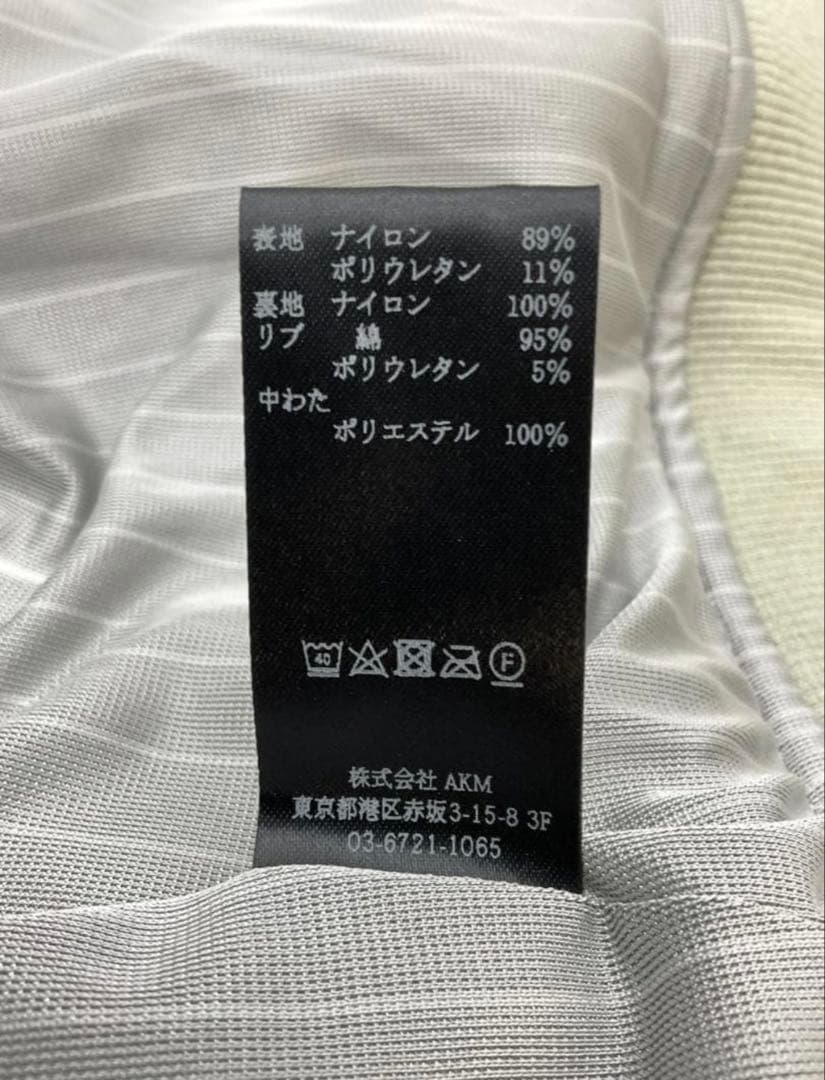 表地 ナイロン 89%
ポリウレタン 11%
裏地 ナイロン 100%
リブ 綿 95%
ポリウレタン 5%
中わた
ポリエステル 100%
40 F
株式会社 AKM
東京都港区赤坂3-15-8 3F
03-6721-1065